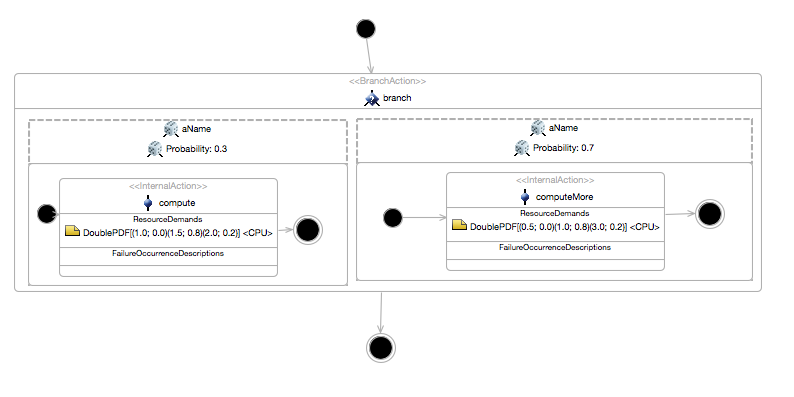 <<BranchAction>>
branch
aName
Probability: 0.3
<<InternalAction>>
compute
ResourceDemands
DoublePDF[(1.0; 0.0)(1.5; 0.8)(2.0; 0.2)] <CPU>
FailureOccurrenceDescriptions
aName
Probability: 0.7
<<InternalAction>>
computeMore
ResourceDemands
DoublePDF[(0.5; 0.0)(1.0; 0.8)(3.0; 0.2)] <CPU>
FailureOccurrenceDescriptions